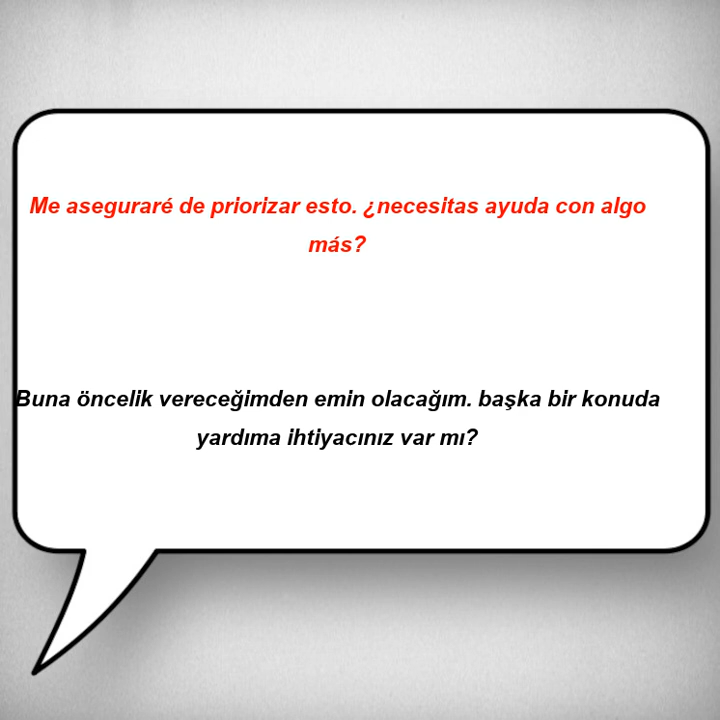 Me aseguraré de priorizar esto. ¿necesitas ayuda con algo
más?
Buna öncelik vereceğimden emin olacağım. başka bir konuda
yardıma ihtiyacınız var mı?